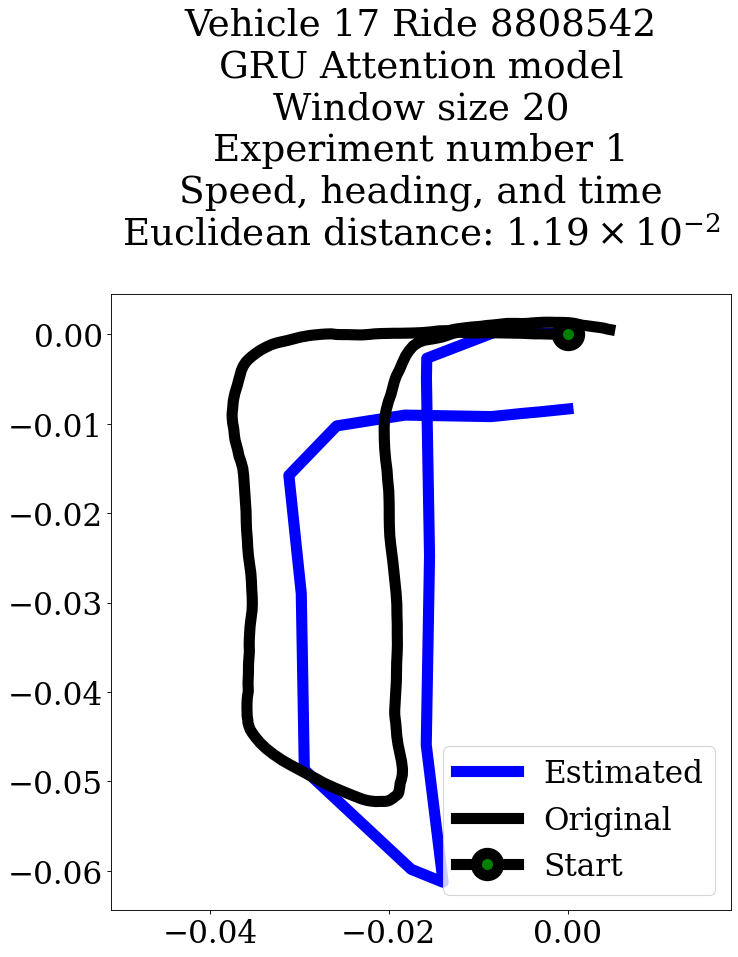 Vehicle 17 Ride 8808542
GRU Attention model
Window size 20
Experiment number 1
Speed, heading, and time
Euclidean distance: 1.19 × 10⁻²
0.00
−0.01
−0.02
−0.03
−0.04
−0.05
−0.06
Estimated
Original
Start
−0.04 −0.02 0.00